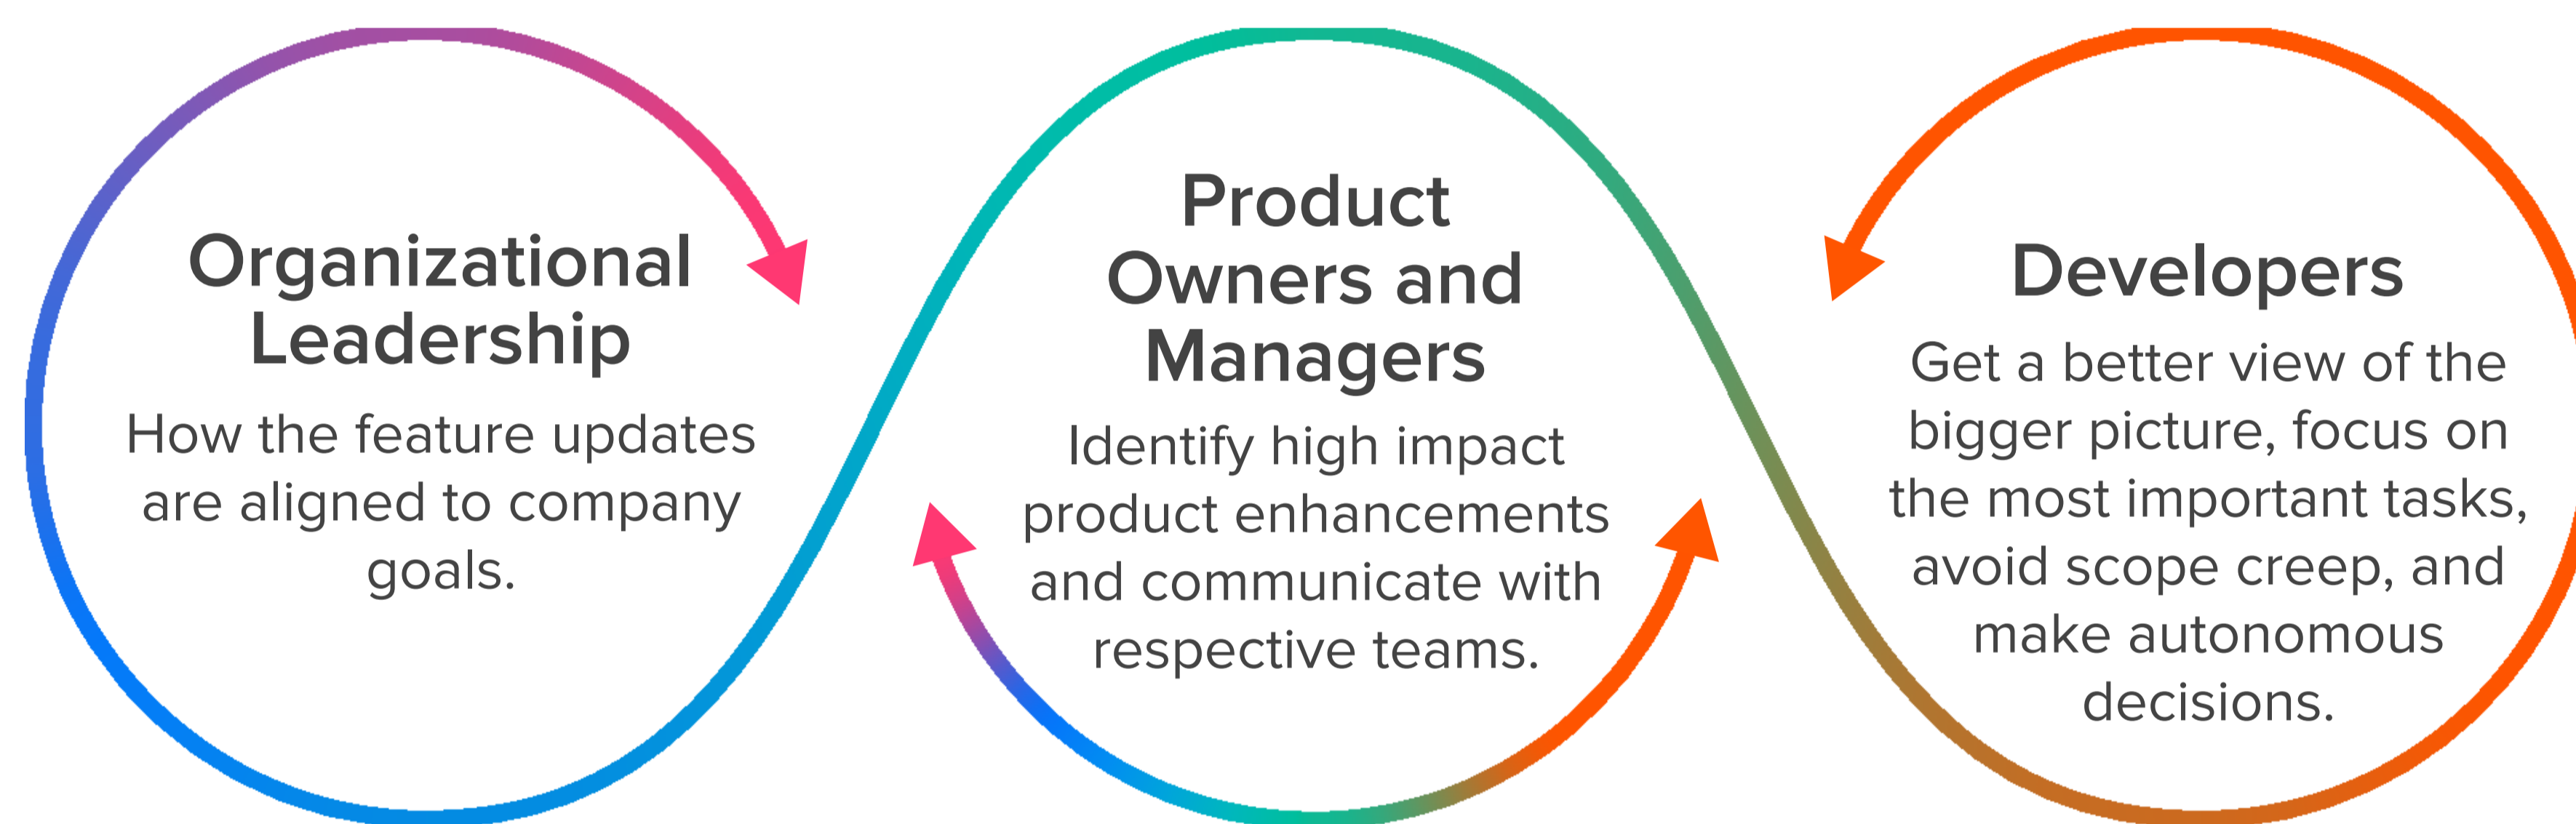 Organizational
Leadership
How the feature updates
are aligned to company
goals.
Product
Owners and
Managers
Identify high impact
product enhancements
and communicate with
respective teams.
Developers
Get a better view of the
bigger picture, focus on
the most important tasks,
avoid scope creep, and
make autonomous
decisions.